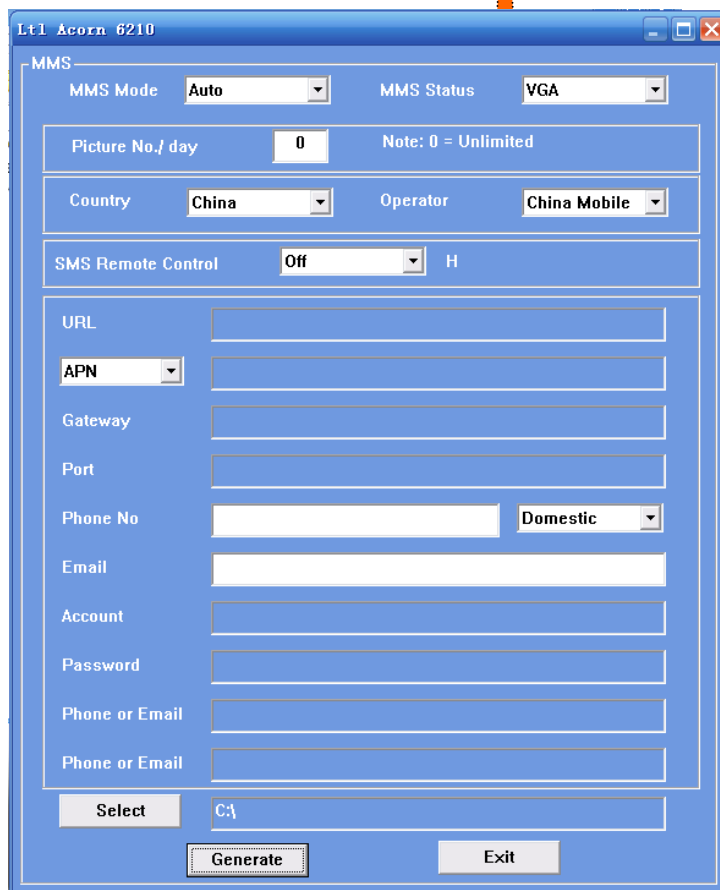 Ltl Acorn 6210
MMS
MMS Mode Auto MMS Status VGA
Picture No./ day 0 Note: 0 = Unlimited
Country China Operator China Mobile
SMS Remote Control Off H
URL
APN
Gateway
Port
Phone No Domestic
Email
Account
Password
Phone or Email
Phone or Email
Select C:\
Generate Exit